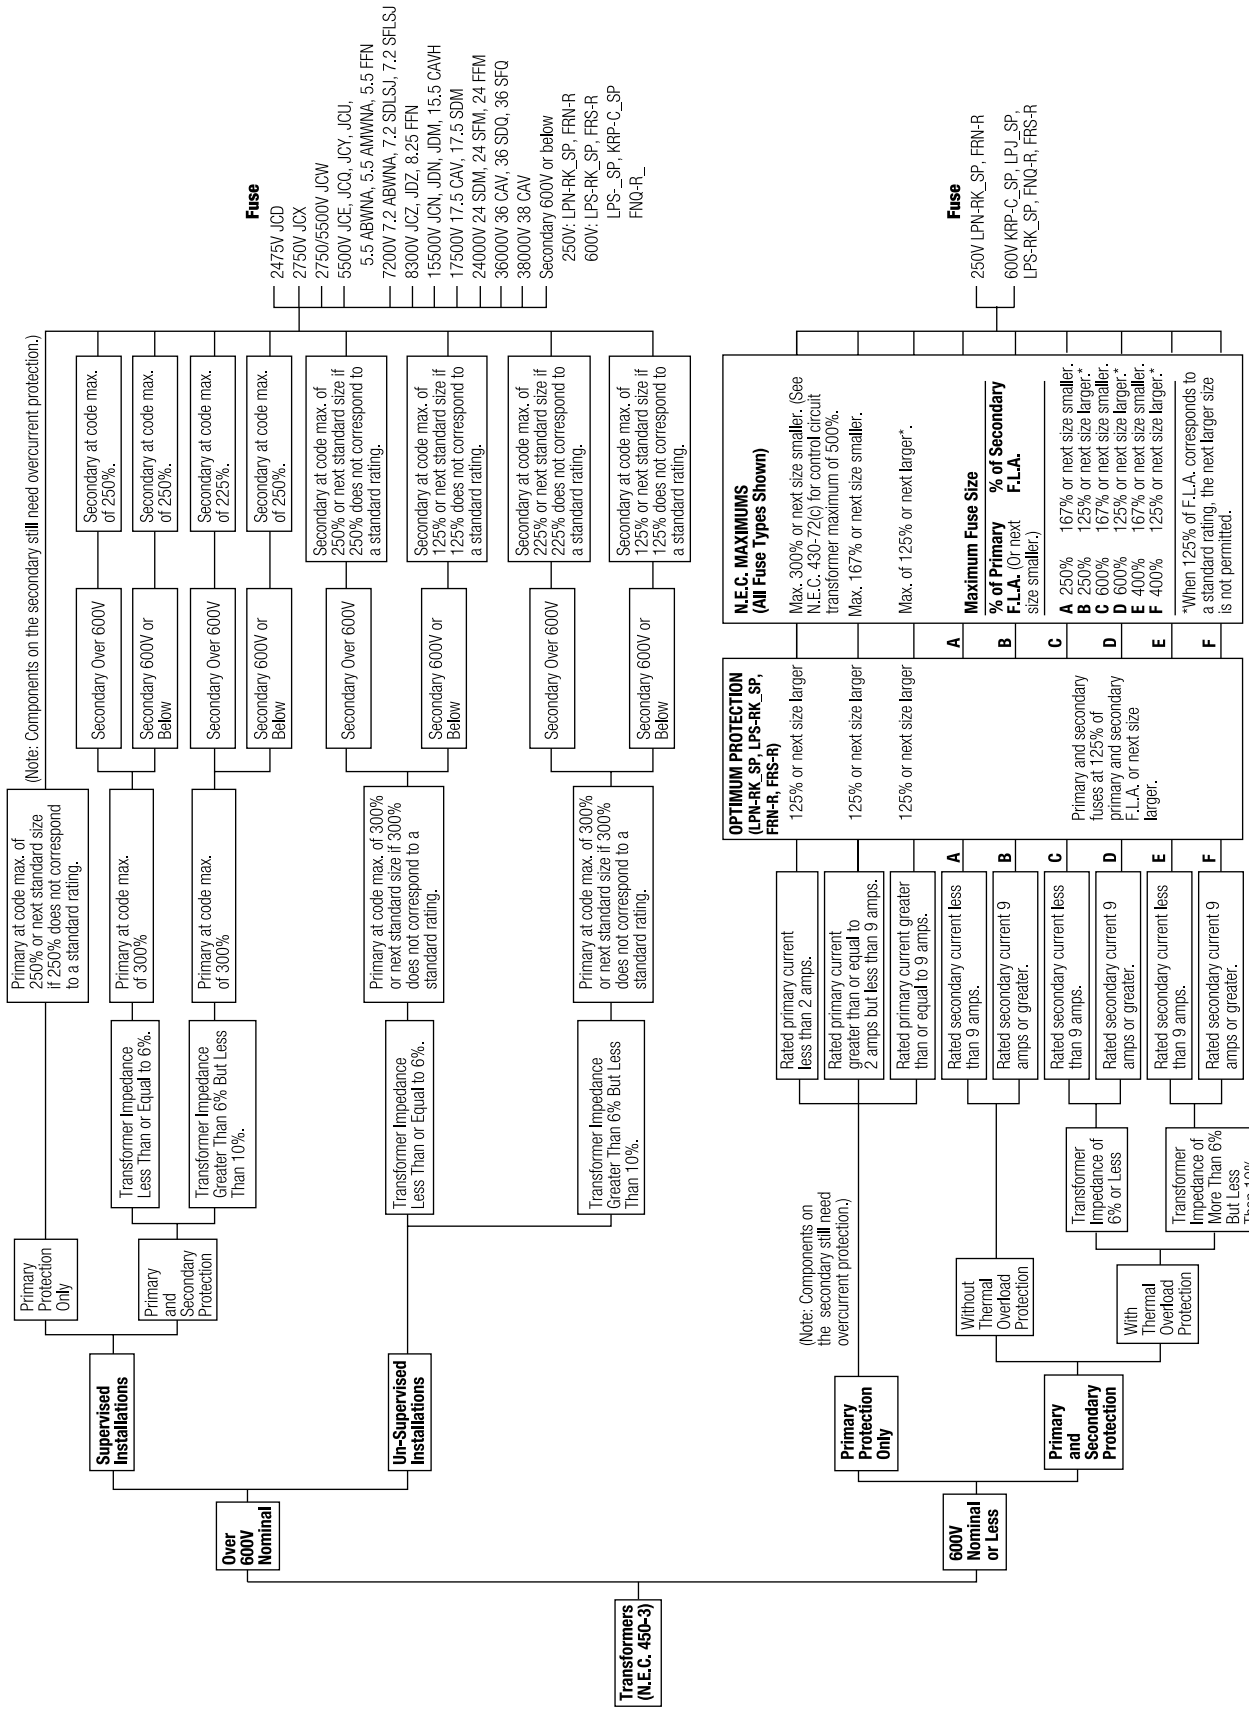 Transformers
(N.E.C. 450-3)
Over
600V
Nominal
Supervised
Installations
Primary
Protection
Only
Primary at code max. of
250% or next standard size
if 250% does not correspond
to a standard rating.
(Note: Components on the secondary still need overcurrent protection.)
Primary
and
Secondary
Protection
Transformer Impedance
Less Than or Equal to 6%.
Primary at code max.
of 300%
Secondary Over 600V
Secondary at code max.
of 250%.
Secondary 600V or
Below
Secondary at code max.
of 250%.
Transformer Impedance
Greater Than 6% But Less
Than 10%.
Primary at code max.
of 300%
Secondary Over 600V
Secondary at code max.
of 225%.
Secondary 600V or
Below
Secondary at code max.
of 250%.
Un-Supervised
Installations
Transformer Impedance
Less Than or Equal to 6%.
Primary at code max. of 300%
or next standard size if 300%
does not correspond to a
standard rating.
Secondary Over 600V
Secondary at code max. of
250% or next standard size if
250% does not correspond to
a standard rating.
Secondary 600V or
Below
Secondary at code max. of
125% or next standard size if
125% does not correspond to
a standard rating.
Transformer Impedance
Greater Than 6% But Less
Than 10%.
Primary at code max. of 300%
or next standard size if 300%
does not correspond to a
standard rating.
Secondary Over 600V
Secondary at code max. of
225% or next standard size if
225% does not correspond to
a standard rating.
Secondary 600V or
Below
Secondary at code max. of
125% or next standard size if
125% does not correspond to
a standard rating.
Fuse
2475V JCD
2750V JCX
2750/5500V JCW
5500V JCE, JCQ, JCY, JCU,
5.5 ABWNA, 5.5 AMWNA, 5.5 FFN
7200V 7.2 ABWNA, 7.2 SDLSJ, 7.2 SFLSJ
8300V JCZ, JDZ, 8.25 FFN
15500V JCN, JDN, JDM, 15.5 CAVH
17500V 17.5 CAV, 17.5 SDM
24000V 24 SDM, 24 SFM, 24 FFM
36000V 36 CAV, 36 SDQ, 36 SFQ
38000V 38 CAV
Secondary 600V or below
250V: LPN-RK_SP, FRN-R
600V: LPS-RK_SP, FRS-R
LPS-_SP, KRP-C_SP
FNQ-R_
600V
Nominal
or Less
Primary
Protection
Only
(Note: Components on
the secondary still need
overcurrent protection.)
Rated primary current
less than 2 amps.
Rated primary current
greater than or equal to
2 amps but less than 9 amps.
Rated primary current greater
than or equal to 9 amps.
Primary
and
Secondary
Protection
Without
Thermal
Overload
Protection
Rated secondary current less
than 9 amps.
A
Rated secondary current 9
amps or greater.
B
With
Thermal
Overload
Protection
Transformer
Impedance of
6% or Less
Rated secondary current less
than 9 amps.
C
Rated secondary current 9
amps or greater.
D
Transformer
Impedance of
More Than 6%
But Less
Rated secondary current less
than 9 amps.
E
Rated secondary current 9
amps or greater.
F
OPTIMUM PROTECTION
(LPN-RK_SP, LPS-RK_SP,
FRN-R, FRS-R)
125% or next size larger
125% or next size larger
125% or next size larger
Primary and secondary
fuses at 125% of
primary and secondary
F.L.A. or next size
larger.
A
B
C
D
E
F
N.E.C. MAXIMUMS
(All Fuse Types Shown)
Max. 300% or next size smaller. (See
N.E.C. 430-72(c) for control circuit
transformer maximum of 500%.
Max. 167% or next size smaller.
Max. of 125% or next larger*.
Maximum Fuse Size
% of Primary
F.L.A. (Or next
size smaller.)
% of Secondary
F.L.A.
A 250% 167% or next size smaller.
B 250% 125% or next size larger.*
C 600% 167% or next size smaller.
D 600% 125% or next size larger.*
E 400% 167% or next size smaller.
F 400% 125% or next size larger.*
*When 125% of F.L.A. corresponds to
a standard rating, the next larger size
is not permitted.
Fuse
250V LPN-RK_SP, FRN-R
600V KRP-C_SP, LPJ_SP,
LPS-RK_SP, FNQ-R, FRS-R